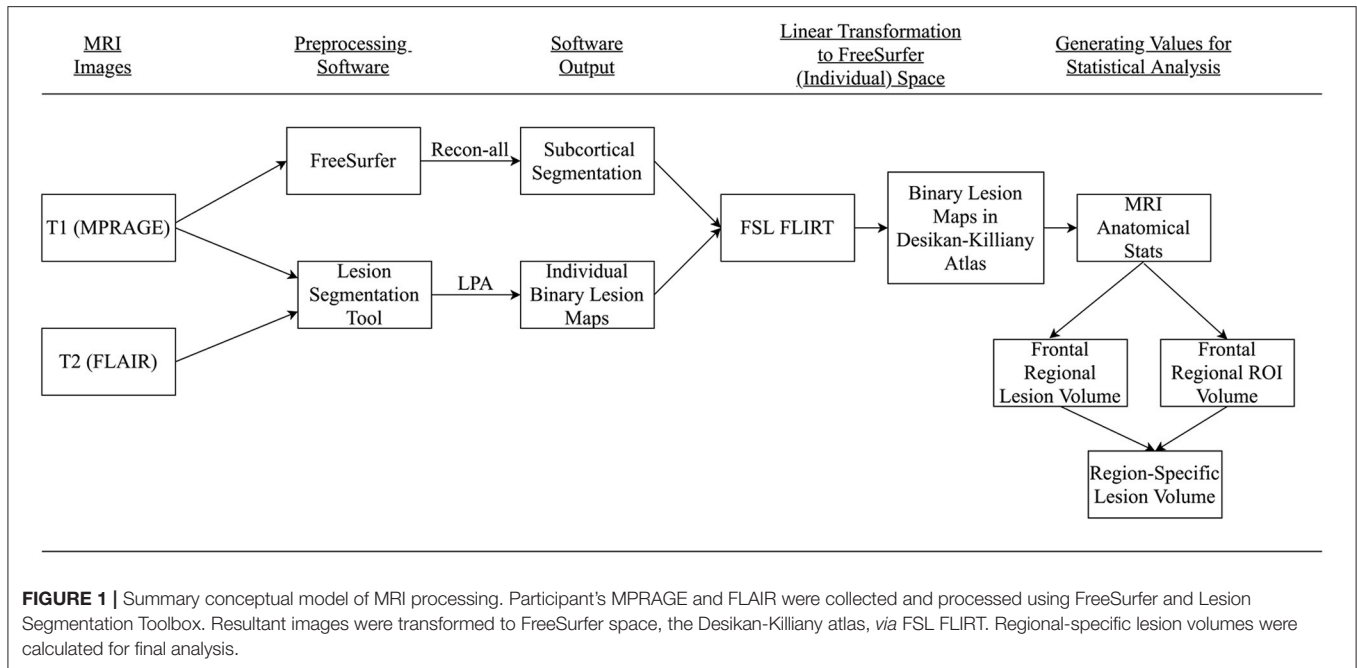 MRI
Images
Preprocessing
Software
Software
Output
Linear Transformation
to FreeSurfer
(Individual) Space
Generating Values for
Statistical Analysis
T1 (MPRAGE)
T2 (FLAIR)
FreeSurfer
Recon-all
Subcortical
Segmentation
Lesion
Segmentation
Tool
LPA
Individual
Binary Lesion
Maps
FSL FLIRT
Binary Lesion
Maps in
Desikan-Killiany
Atlas
MRI
Anatomical
Stats
Frontal
Regional
Lesion Volume
Frontal
Regional ROI
Volume
Region-Specific
Lesion Volume
FIGURE 1 | Summary conceptual model of MRI processing. Participant's MPRAGE and FLAIR were collected and processed using FreeSurfer and Lesion
Segmentation Toolbox. Resultant images were transformed to FreeSurfer space, the Desikan-Killiany atlas, via FSL FLIRT. Regional-specific lesion volumes were
calculated for final analysis.